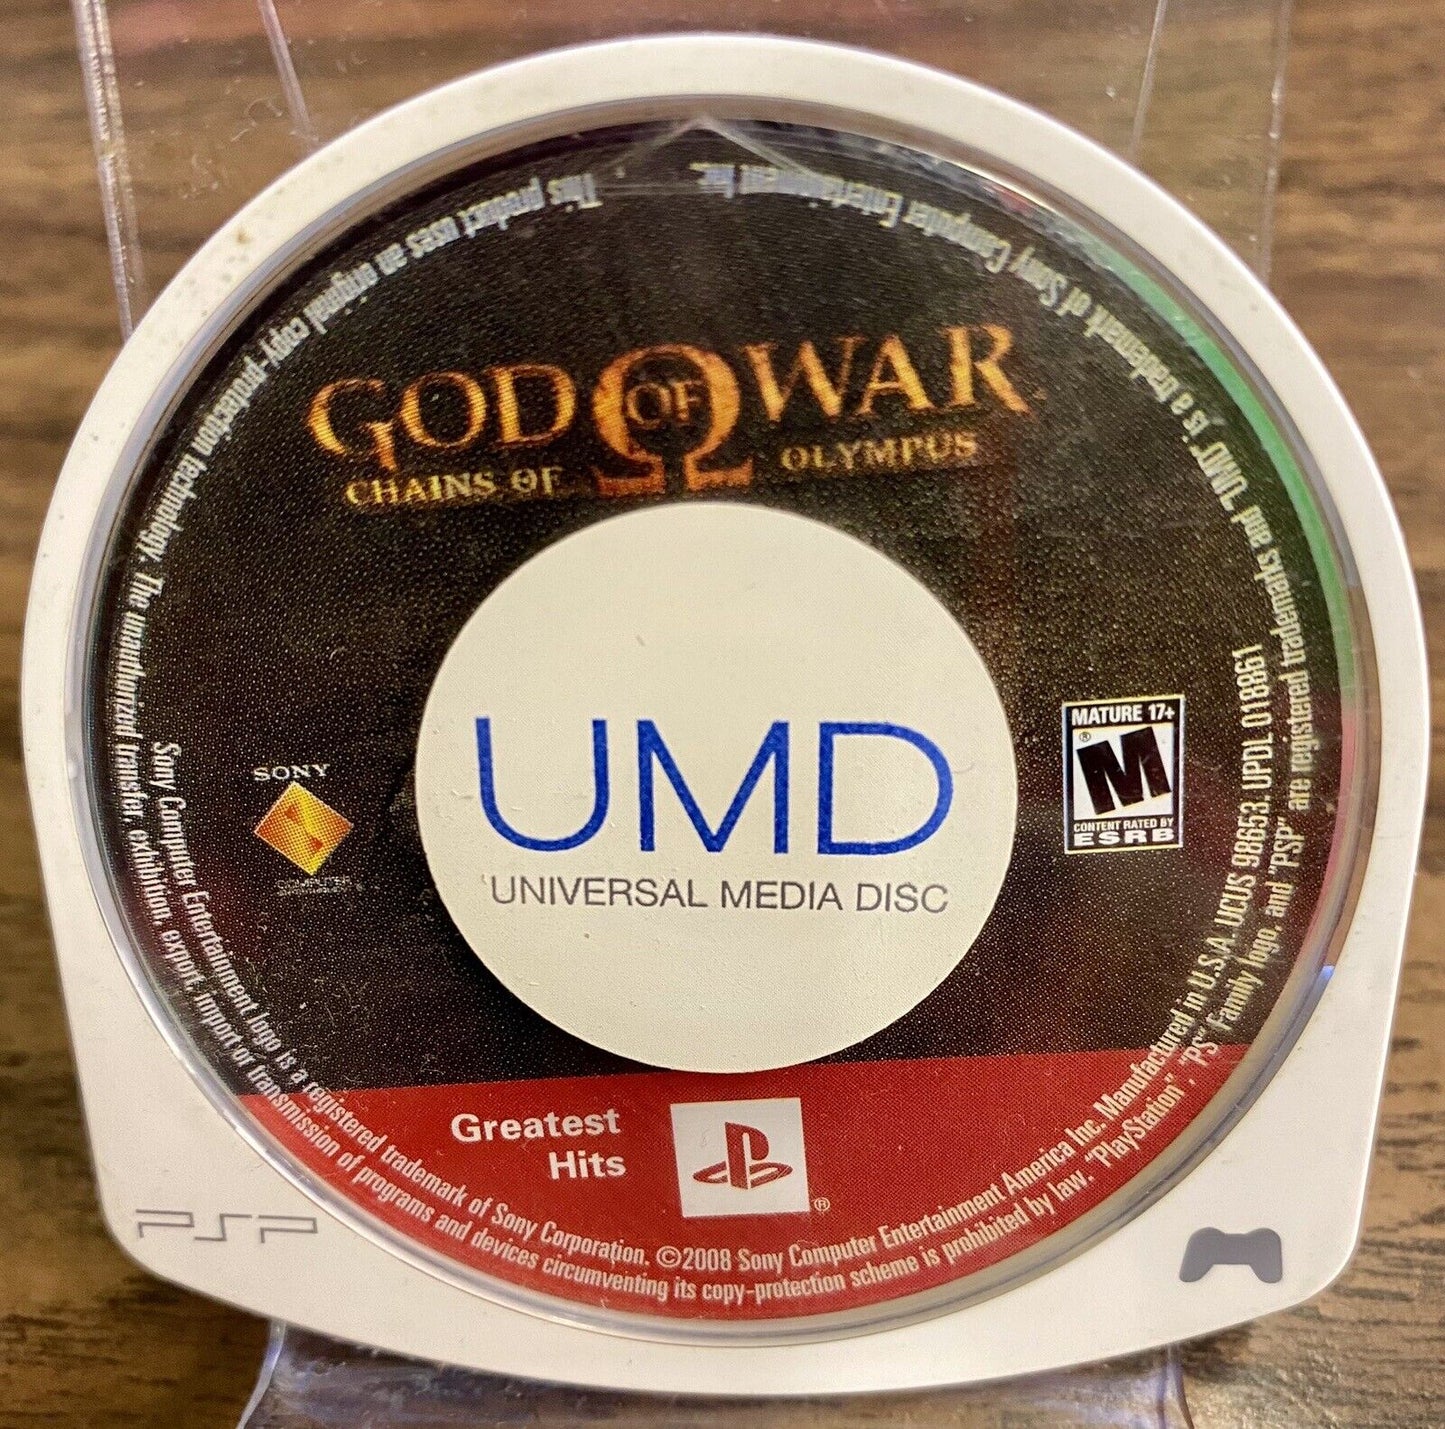 GOD OF WAR™
CHAINS OF OLYMPUS
UMD
UNIVERSAL MEDIA DISC
SONY
COMPUTER
MATURE 17+
M®
CONTENT RATED BY
ESRB
Greatest
Hits
®
PSP
This product uses an original copy-protection technology. The unauthorized transfer, exhibition, export, import or transmission of programs and devices circumventing its copy-protection scheme is prohibited by law. "PlayStation", "PS" Family logo, and "PSP" are registered trademarks and "UMD" is a trademark of Sony Computer Entertainment Inc.
Sony Computer Entertainment logo is a registered trademark of Sony Corporation. ©2008 Sony Computer Entertainment America Inc. Manufactured in U.S.A. UCUS 98653. UPDL 018861